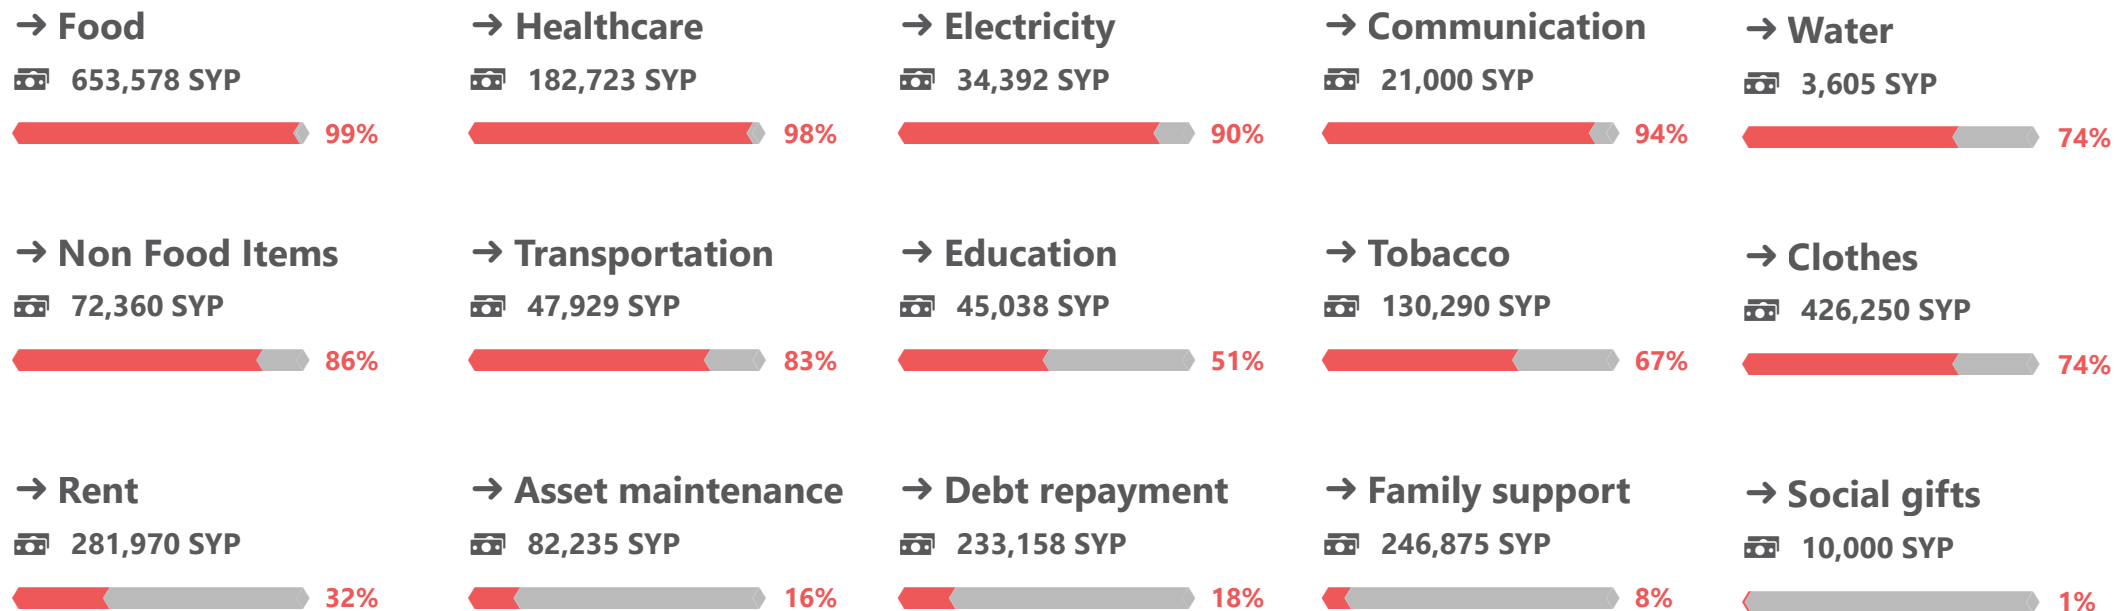 → Food
653,578 SYP
99%
→ Healthcare
182,723 SYP
98%
→ Electricity
34,392 SYP
90%
→ Communication
21,000 SYP
94%
→ Water
3,605 SYP
74%
→ Non Food Items
72,360 SYP
86%
→ Transportation
47,929 SYP
83%
→ Education
45,038 SYP
51%
→ Tobacco
130,290 SYP
67%
→ Clothes
426,250 SYP
74%
→ Rent
281,970 SYP
32%
→ Asset maintenance
82,235 SYP
16%
→ Debt repayment
233,158 SYP
18%
→ Family support
246,875 SYP
8%
→ Social gifts
10,000 SYP
1%